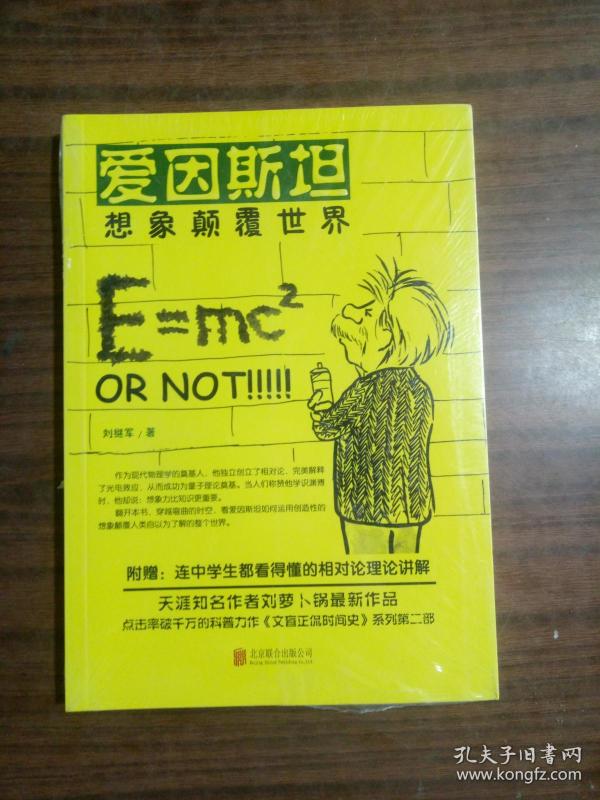 爱因斯坦
想象颠覆世界
E=mc²
OR NOT!!!!!
刘继军 / 著
作为现代物理学的奠基人，他独立创立了相对论、完美解释
了光电效应，从而成功为量子理论奠基。当人们称赞他学识渊博
时，他却说：想象力比知识更重要。
翻开本书，穿越弯曲的时空，看爱因斯坦如何运用创造性的
想象颠覆人类自以为了解的整个世界。
附赠：连中学生都看得懂的相对论理论讲解
天涯知名作者刘萝卜锅最新作品
点击率破千万的科普力作《文盲正侃时间史》系列第二部
北京联合出版公司
Beijing United Publishing Co.,Ltd.
孔夫子旧书网
www.kongfz.com